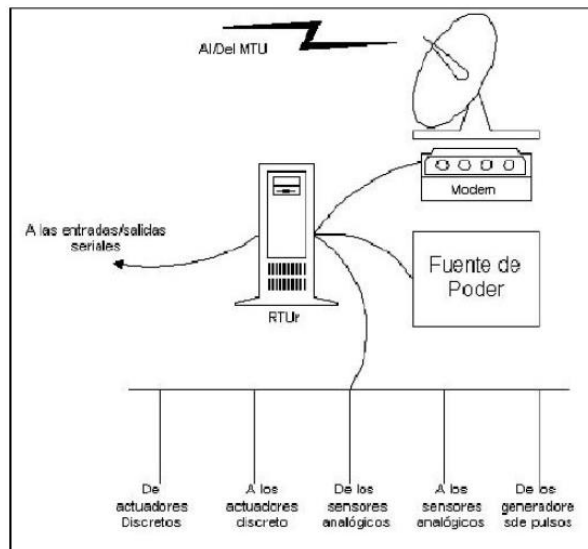 Al/Del MTU
Modem
A las entradas/salidas
seriales
Fuente de
Poder
RTUr
De
actuadores
Discretos
A los
actuadores
discreto
De los
sensores
analógicos
A los
sensores
analógicos
De los
generadore
sde pulsos